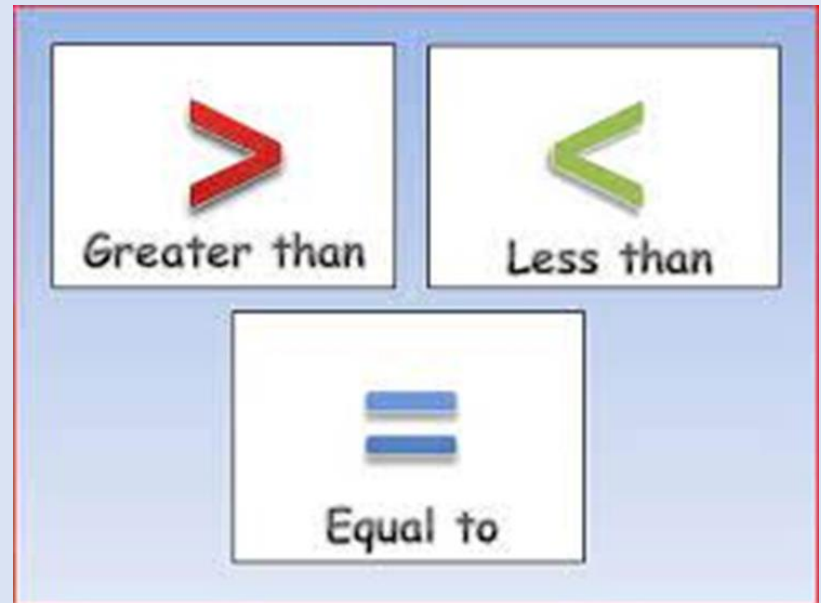 >
Greater than
<
Less than
=
Equal to